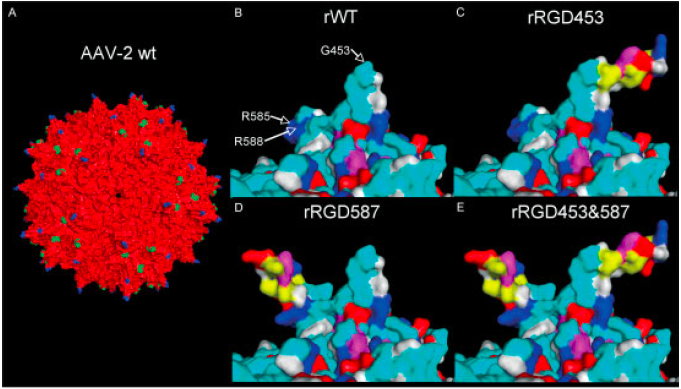 A
AAV-2 wt
B
rWT
G453
R585
R588
C
rRGD453
D
rRGD587
E
rRGD453&587